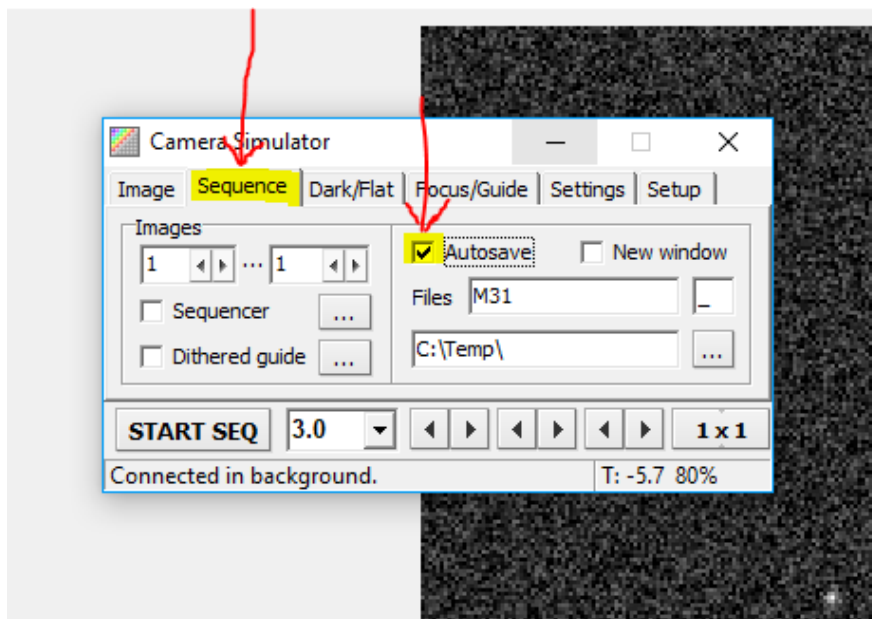 Camera Simulator
Image Sequence Dark/Flat Focus/Guide Settings Setup
Images
1 ... 1
Autosave New window
Sequencer ...
Files M31 _
Dithered guide ...
C:\Temp\ ...
START SEQ 3.0 1 x 1
Connected in background. T: -5.7 80%